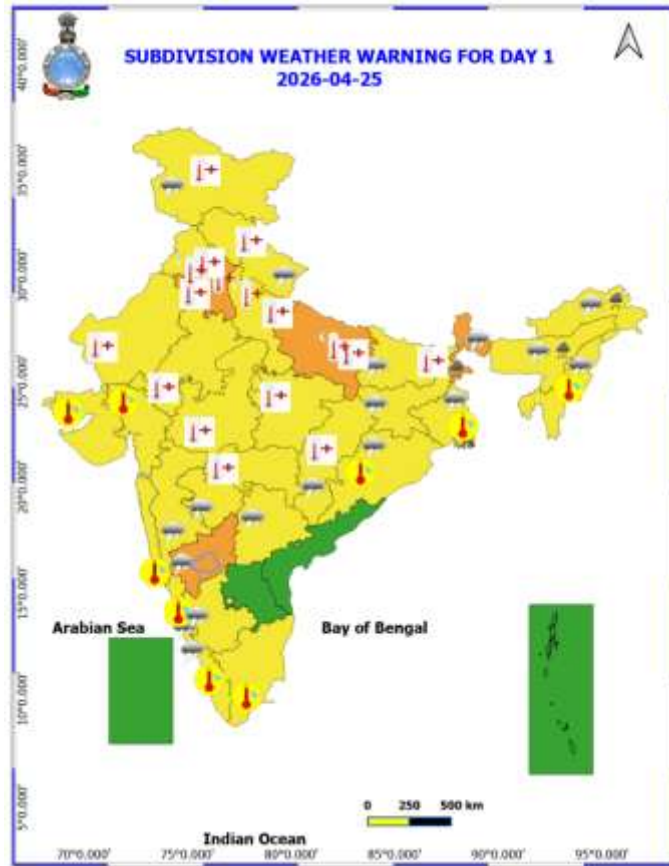 SUBDIVISION WEATHER WARNING FOR DAY 1
2026-04-25
40°0.000'
35°0.000'
30°0.000'
25°0.000'
20°0.000'
15°0.000'
10°0.000'
5°0.000'
Arabian Sea
Bay of Bengal
0 250 500 km
Indian Ocean
70°0.000' 75°0.000' 80°0.000' 85°0.000' 90°0.000' 95°0.000'